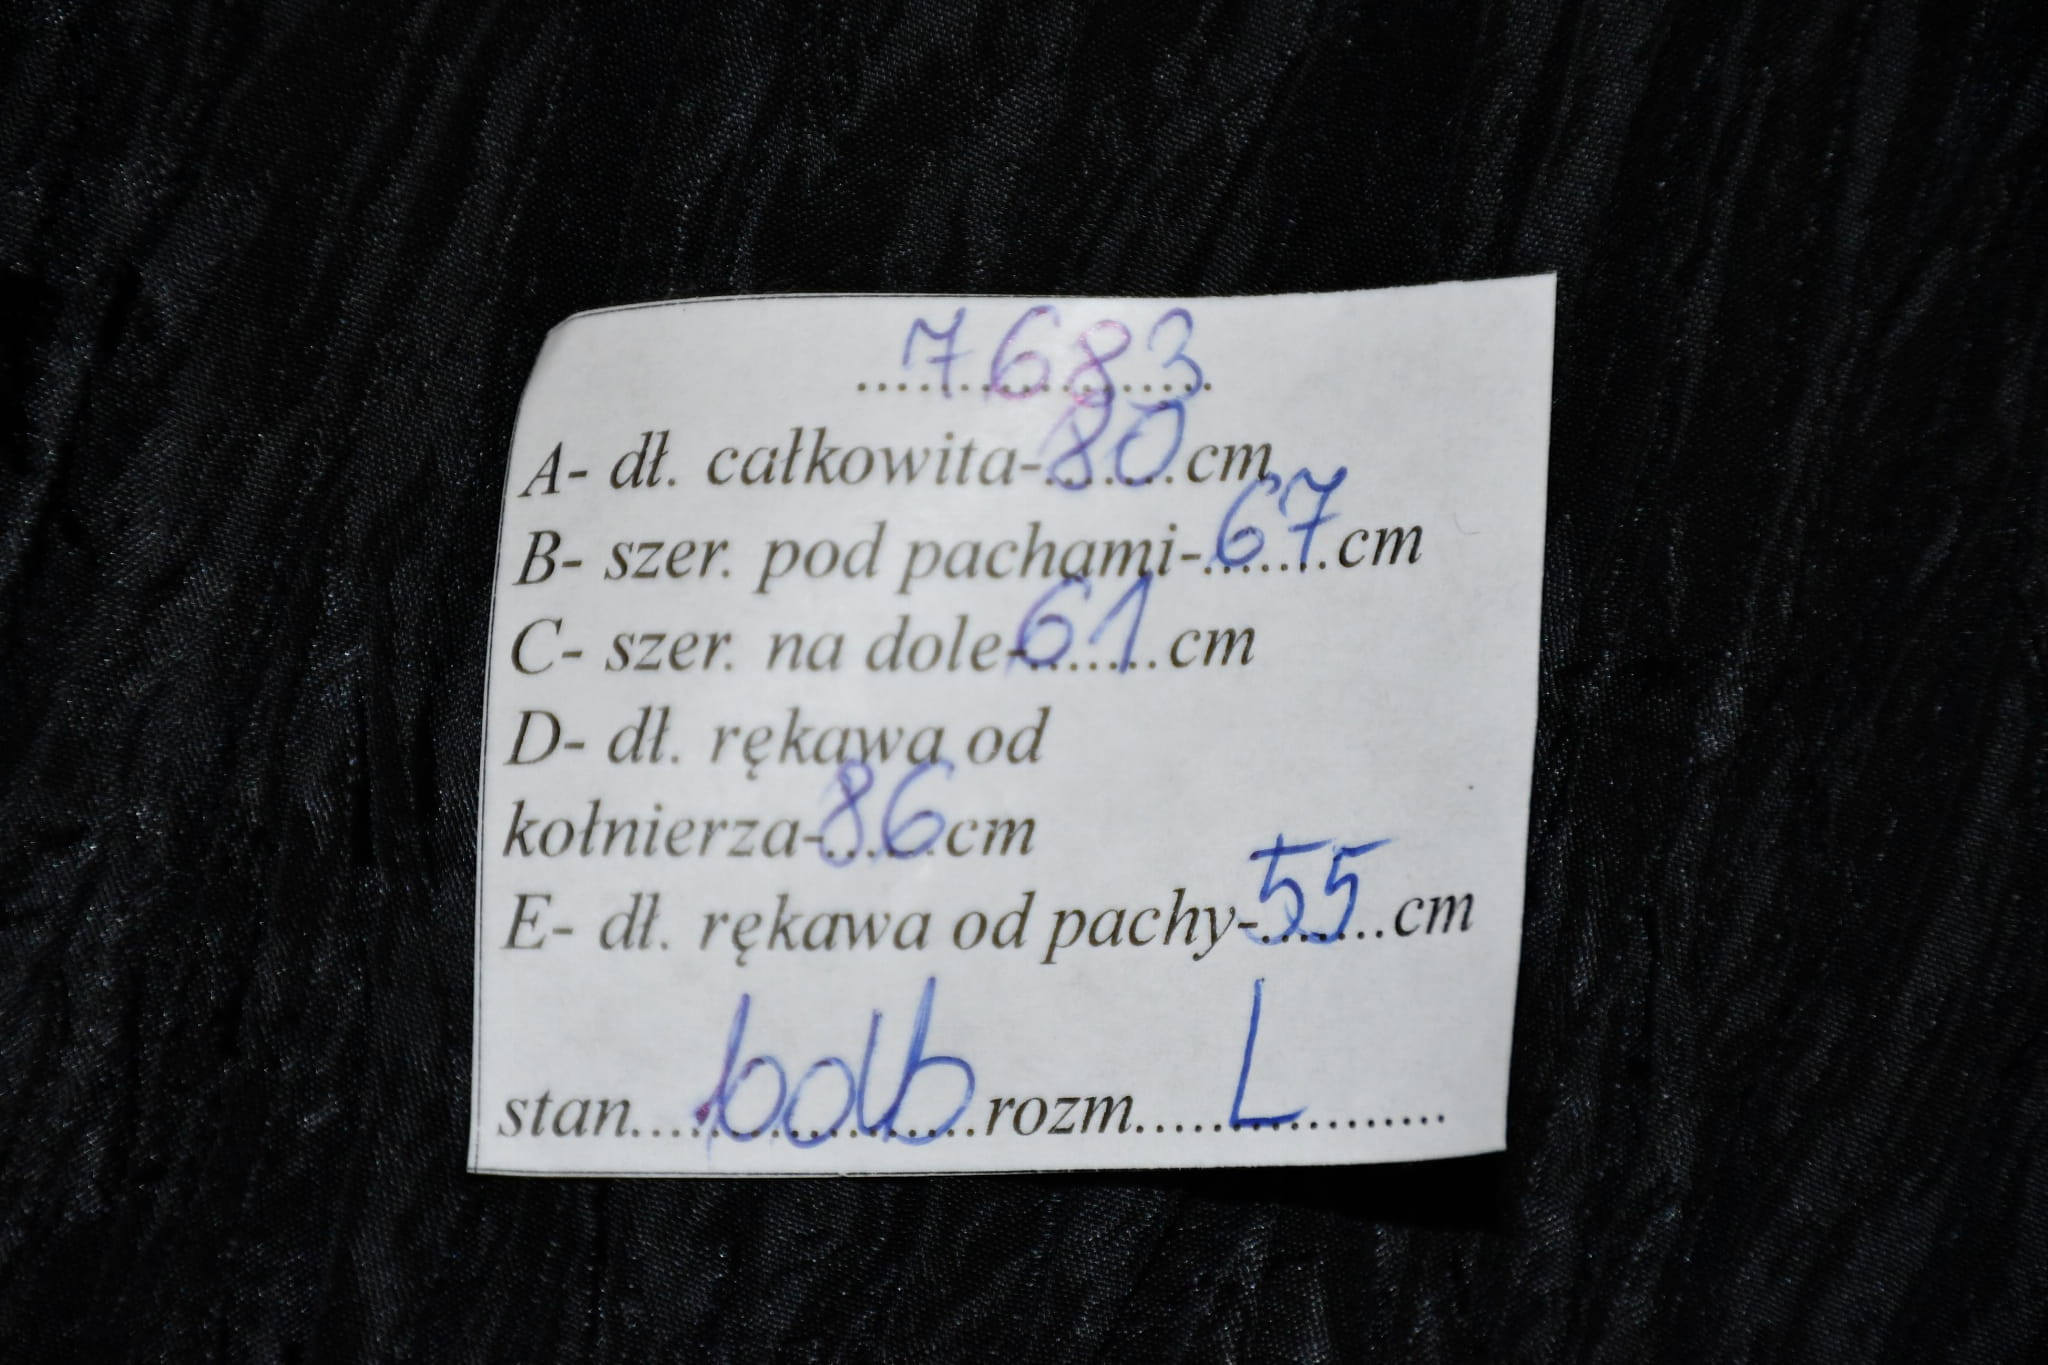 7683
A- dł. całkowita-80cm
B- szer. pod pachami-67cm
C- szer. na dole-61cm
D- dł. rękawa od
kołnierza-86cm
E- dł. rękawa od pachy-55cm
stan....bdb....rozm.....L.........